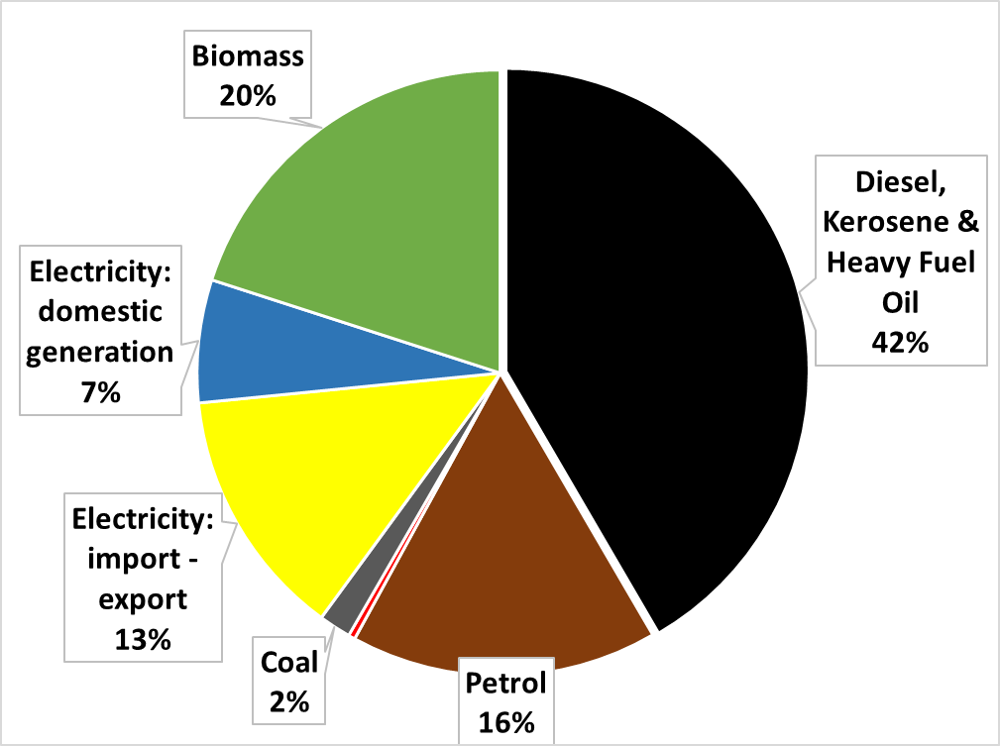 Biomass
20%
Diesel,
Kerosene &
Heavy Fuel
Oil
42%
Electricity:
domestic
generation
7%
Electricity:
import -
export
13%
Coal
2%
Petrol
16%